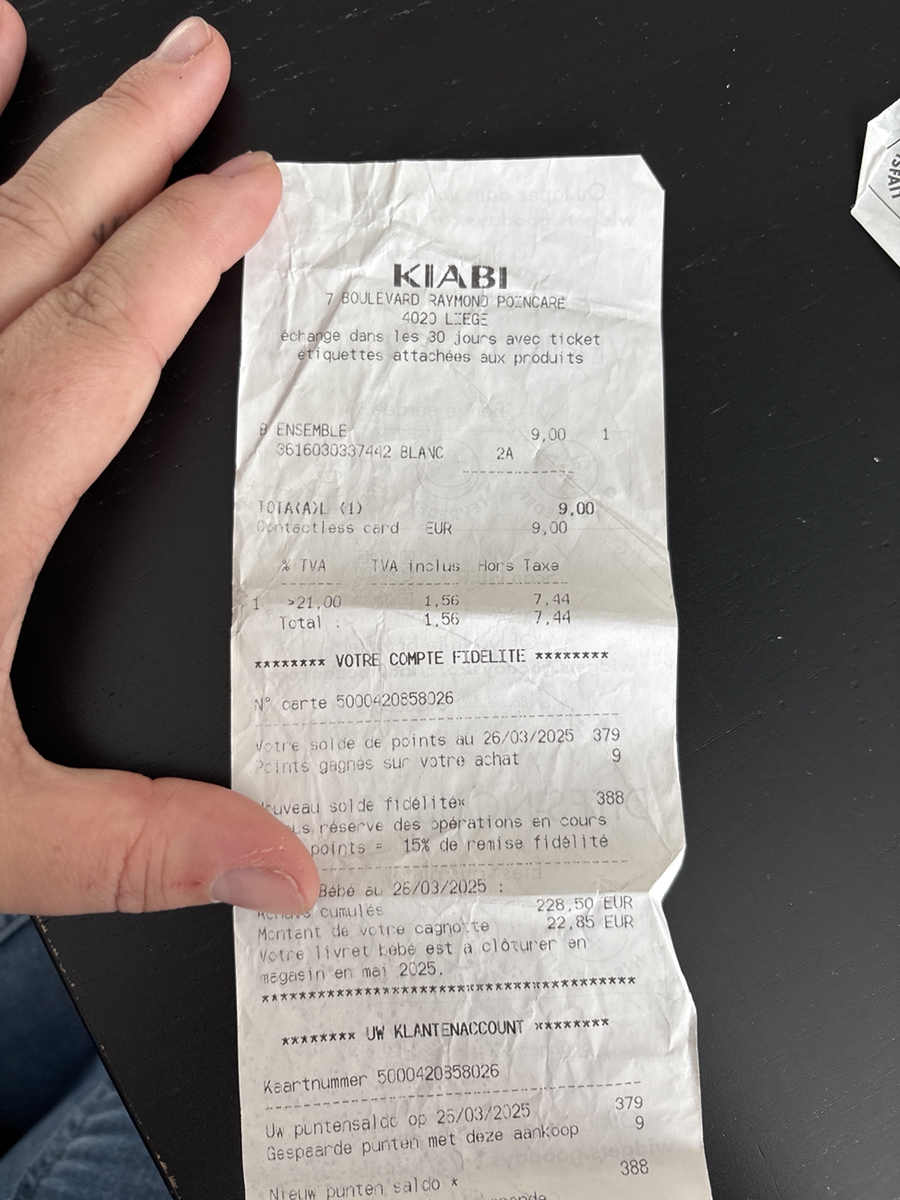 KIABI
7 BOULEVARD RAYMOND POINCARE
4020 LIEGE
échange dans les 30 jours avec ticket
étiquettes attachées aux produits
B ENSEMBLE 9,00 1
3616030337442 BLANC 2A
TOTA(A)L (1) 9,00
Contactless card EUR 9,00
% TVA TVA inclus Hors Taxe
1 >21,00 1,56 7,44
Total : 1,56 7,44
******** VOTRE COMPTE FIDELITE ********
N° carte 5000420858026
Votre solde de points au 26/03/2025 379
Points gagnés sur votre achat 9
solde fidélité* 388
réserve des opérations en cours
points = 15% de remise fidélité
Bébé au 26/03/2025 :
Achats cumulés 228,50 EUR
Montant de votre cagnotte 22,85 EUR
Votre livret bébé est à clôturer en
magasin en mai 2025.
***************************************
******** UW KLANTENACCOUNT ********
Kaartnummer 5000420858026
Uw puntensaldo op 26/03/2025 379
Gespaarde punten met deze aankoop 9
Nieuw punten saldo * 388